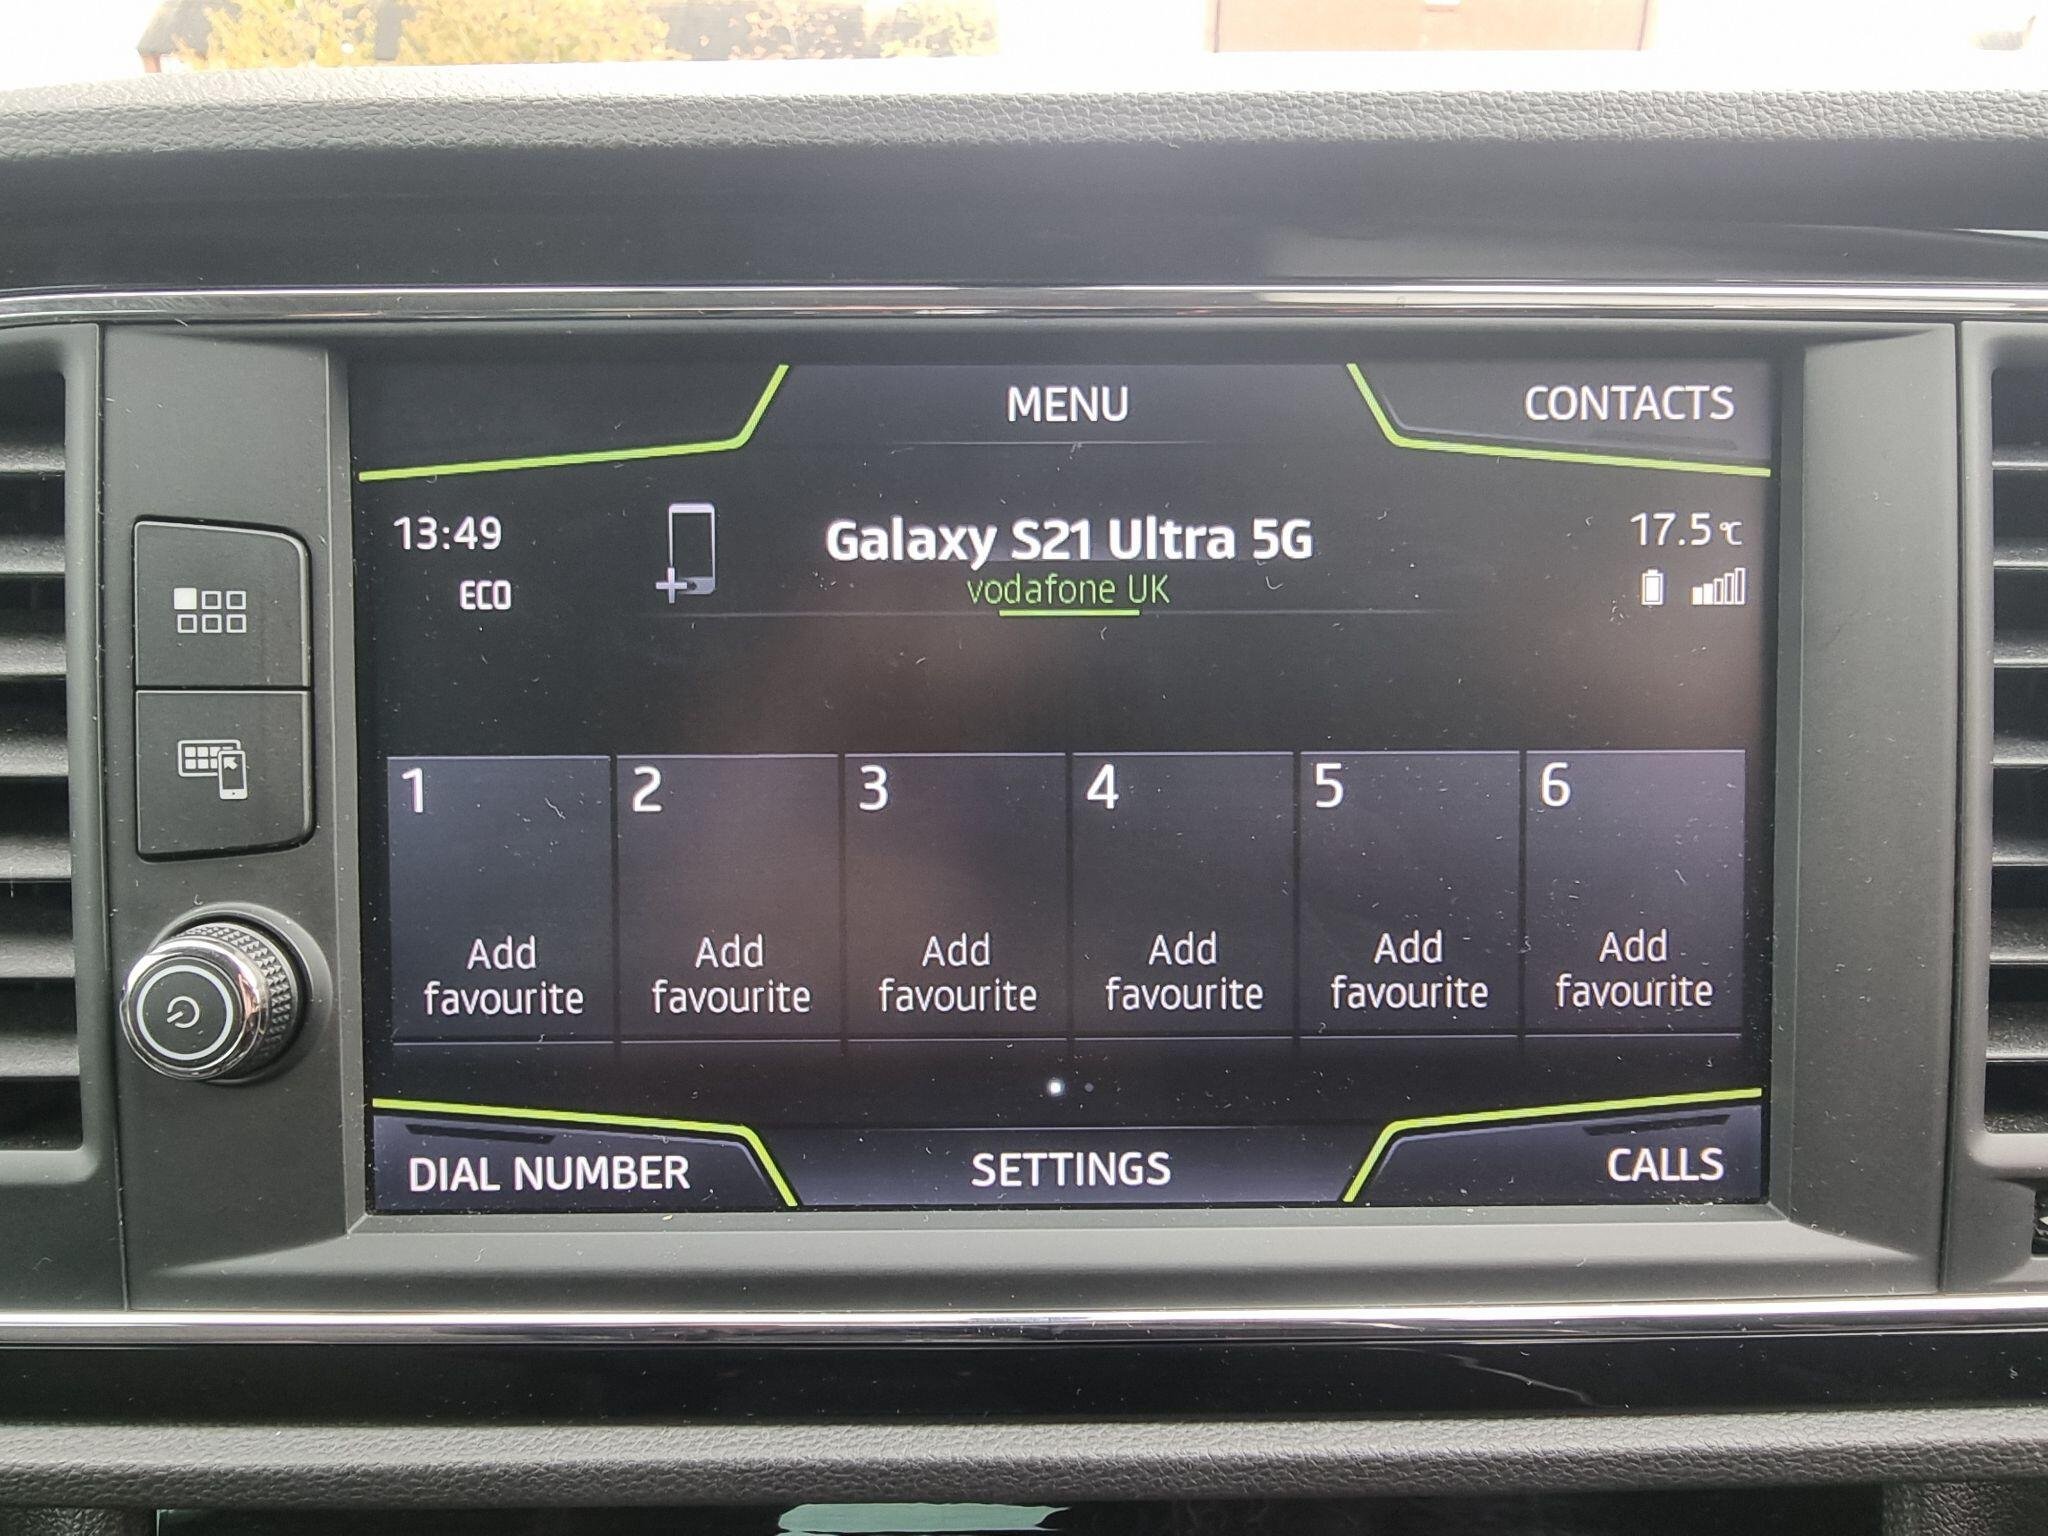 MENU
CONTACTS
13:49
Galaxy S21 Ultra 5G
17.5 °C
ECO
vodafone UK
1
2
3
4
5
6
Add
favourite
Add
favourite
Add
favourite
Add
favourite
Add
favourite
Add
favourite
DIAL NUMBER
SETTINGS
CALLS